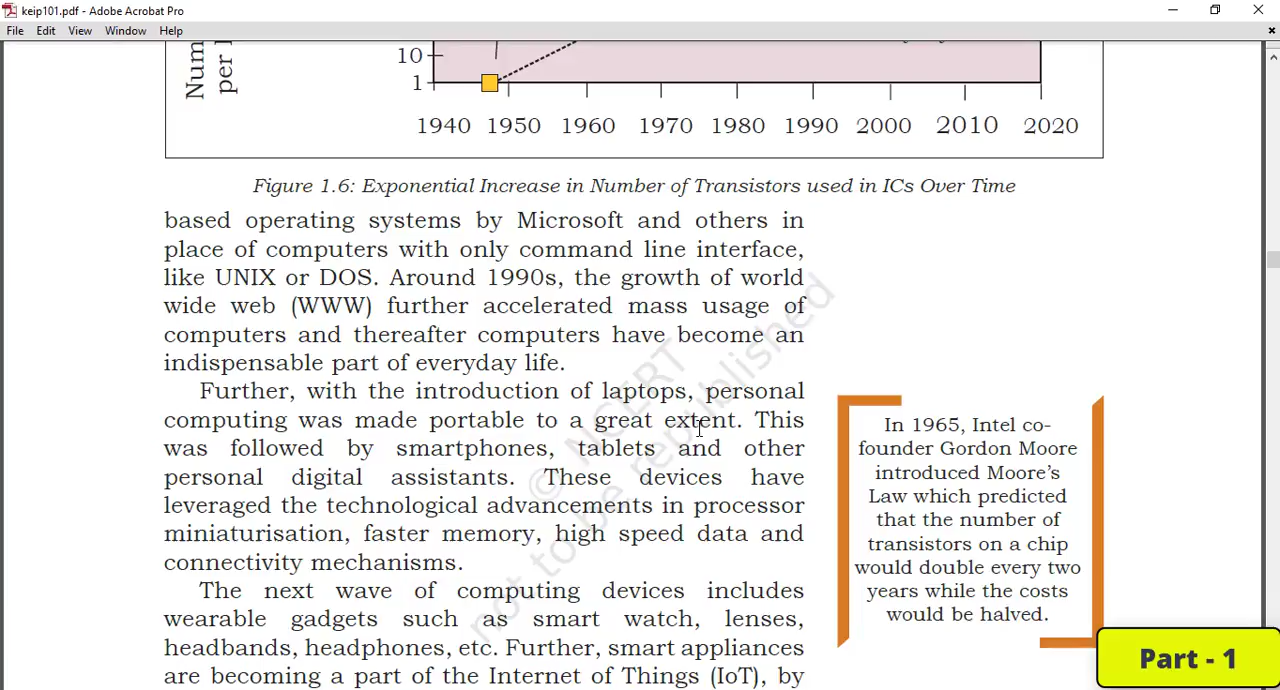 keip101.pdf - Adobe Acrobat Pro
File Edit View Window Help
Num
per
10
1
1940 1950 1960 1970 1980 1990 2000 2010 2020
Figure 1.6: Exponential Increase in Number of Transistors used in ICs Over Time
based operating systems by Microsoft and others in
place of computers with only command line interface,
like UNIX or DOS. Around 1990s, the growth of world
wide web (WWW) further accelerated mass usage of
computers and thereafter computers have become an
indispensable part of everyday life.
Further, with the introduction of laptops, personal
computing was made portable to a great extent. This
was followed by smartphones, tablets and other
personal digital assistants. These devices have
leveraged the technological advancements in processor
miniaturisation, faster memory, high speed data and
connectivity mechanisms.
The next wave of computing devices includes
wearable gadgets such as smart watch, lenses,
headbands, headphones, etc. Further, smart appliances
are becoming a part of the Internet of Things (IoT), by
In 1965, Intel co-
founder Gordon Moore
introduced Moore's
Law which predicted
that the number of
transistors on a chip
would double every two
years while the costs
would be halved.
© NCERT
not to be republished
Part - 1